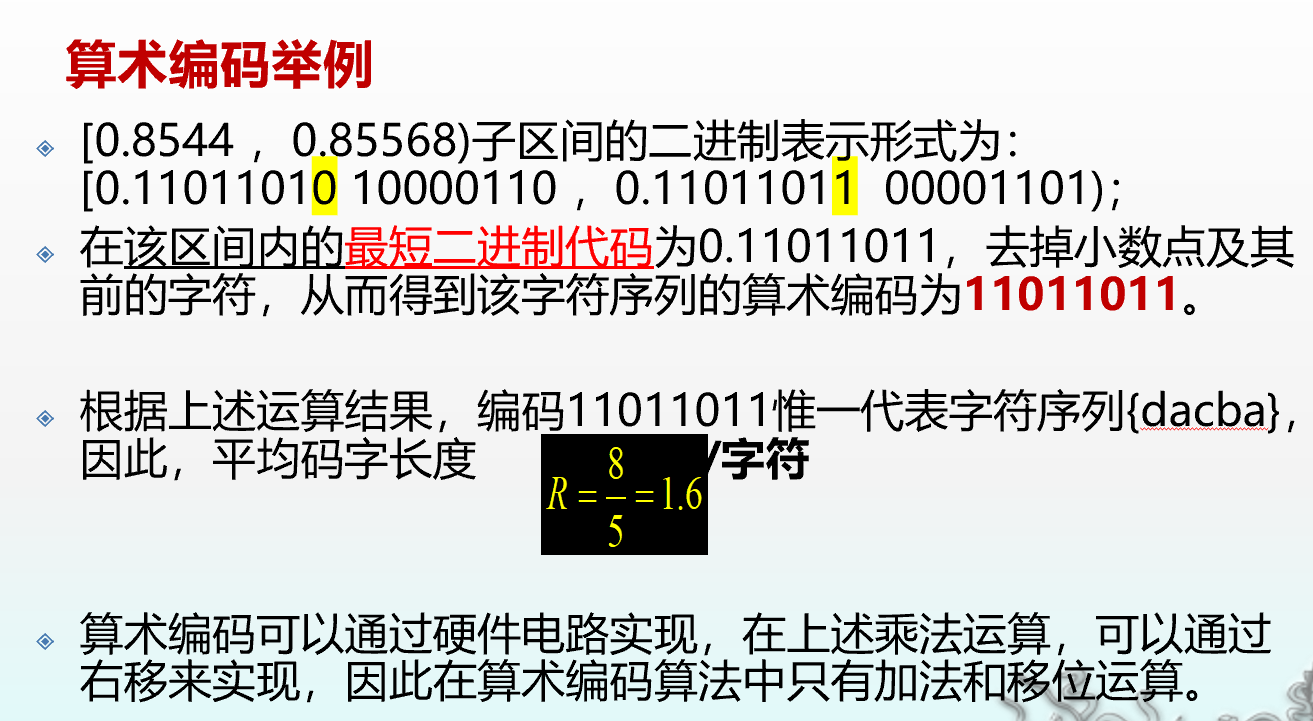 算术编码举例
[0.8544 ，0.85568)子区间的二进制表示形式为：
[0.11011010 10000110 ，0.11011011 00001101)；
在该区间内的最短二进制代码为0.11011011，去掉小数点及其
前的字符，从而得到该字符序列的算术编码为11011011。
根据上述运算结果，编码11011011惟一代表字符序列{dacba}，
因此，平均码字长度 R = 8/5 = 1.6 /字符
算术编码可以通过硬件电路实现，在上述乘法运算，可以通过
右移来实现，因此在算术编码算法中只有加法和移位运算。